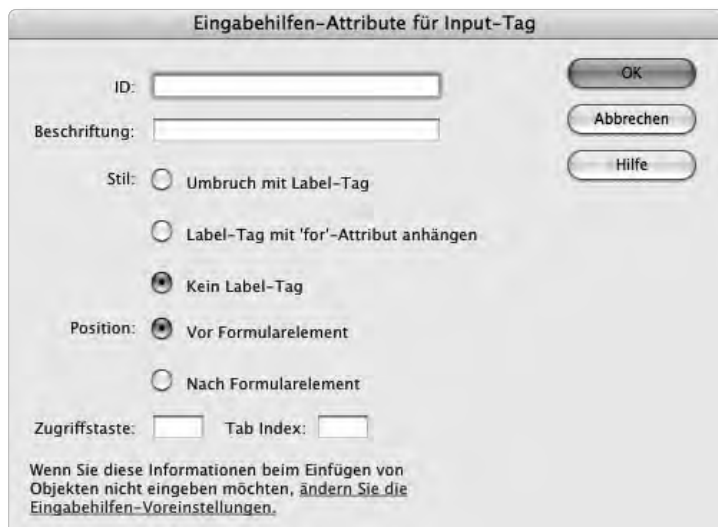 Eingabehilfen-Attribute für Input-Tag
ID:
OK
Beschriftung:
Abbrechen
Stil:
Umbruch mit Label-Tag
Hilfe
Label-Tag mit 'for'-Attribut anhängen
Kein Label-Tag
Position:
Vor Formularelement
Nach Formularelement
Zugriffstaste:
Tab Index:
Wenn Sie diese Informationen beim Einfügen von
Objekten nicht eingeben möchten, ändern Sie die
Eingabehilfen-Voreinstellungen.